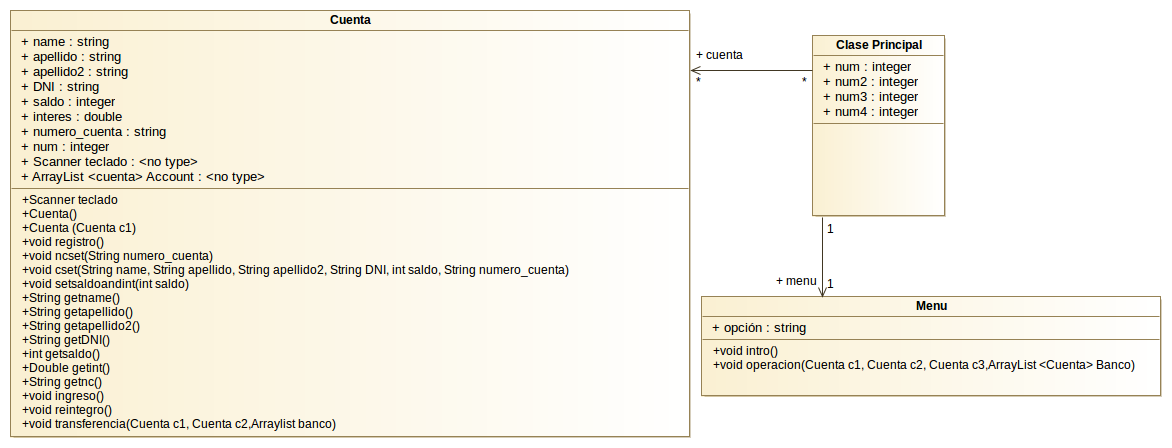 Cuenta
+ name : string
+ apellido : string
+ apellido2 : string
+ DNI : string
+ saldo : integer
+ interes : double
+ numero_cuenta : string
+ num : integer
+ Scanner teclado : <no type>
+ ArrayList <cuenta> Account : <no type>
+Scanner teclado
+Cuenta()
+Cuenta (Cuenta c1)
+void registro()
+void ncset(String numero_cuenta)
+void cset(String name, String apellido, String apellido2, String DNI, int saldo, String numero_cuenta)
+void setsaldoandint(int saldo)
+String getname()
+String getapellido()
+String getapellido2()
+String getDNI()
+int getsaldo()
+Double getint()
+String getnc()
+void ingreso()
+void reintegro()
+void transferencia(Cuenta c1, Cuenta c2,Arraylist banco)
+ cuenta
*
*
Clase Principal
+ num : integer
+ num2 : integer
+ num3 : integer
+ num4 : integer
1
+ menu
1
Menu
+ opción : string
+void intro()
+void operacion(Cuenta c1, Cuenta c2, Cuenta c3,ArrayList <Cuenta> Banco)